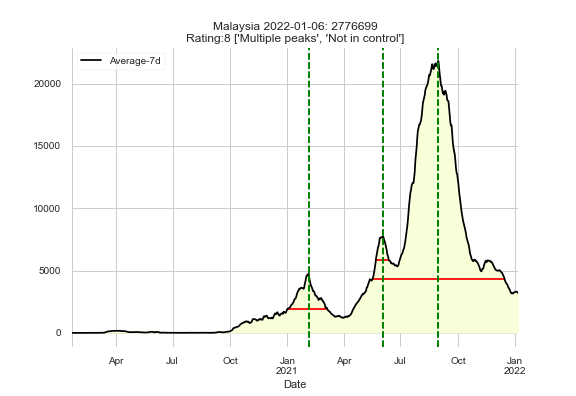 Malaysia 2022-01-06: 2776699
Rating:8 ['Multiple peaks', 'Not in control']
Average-7d
20000
15000
10000
5000
0
Apr Jul Oct Jan Apr Jul Oct Jan
2021 2022
Date